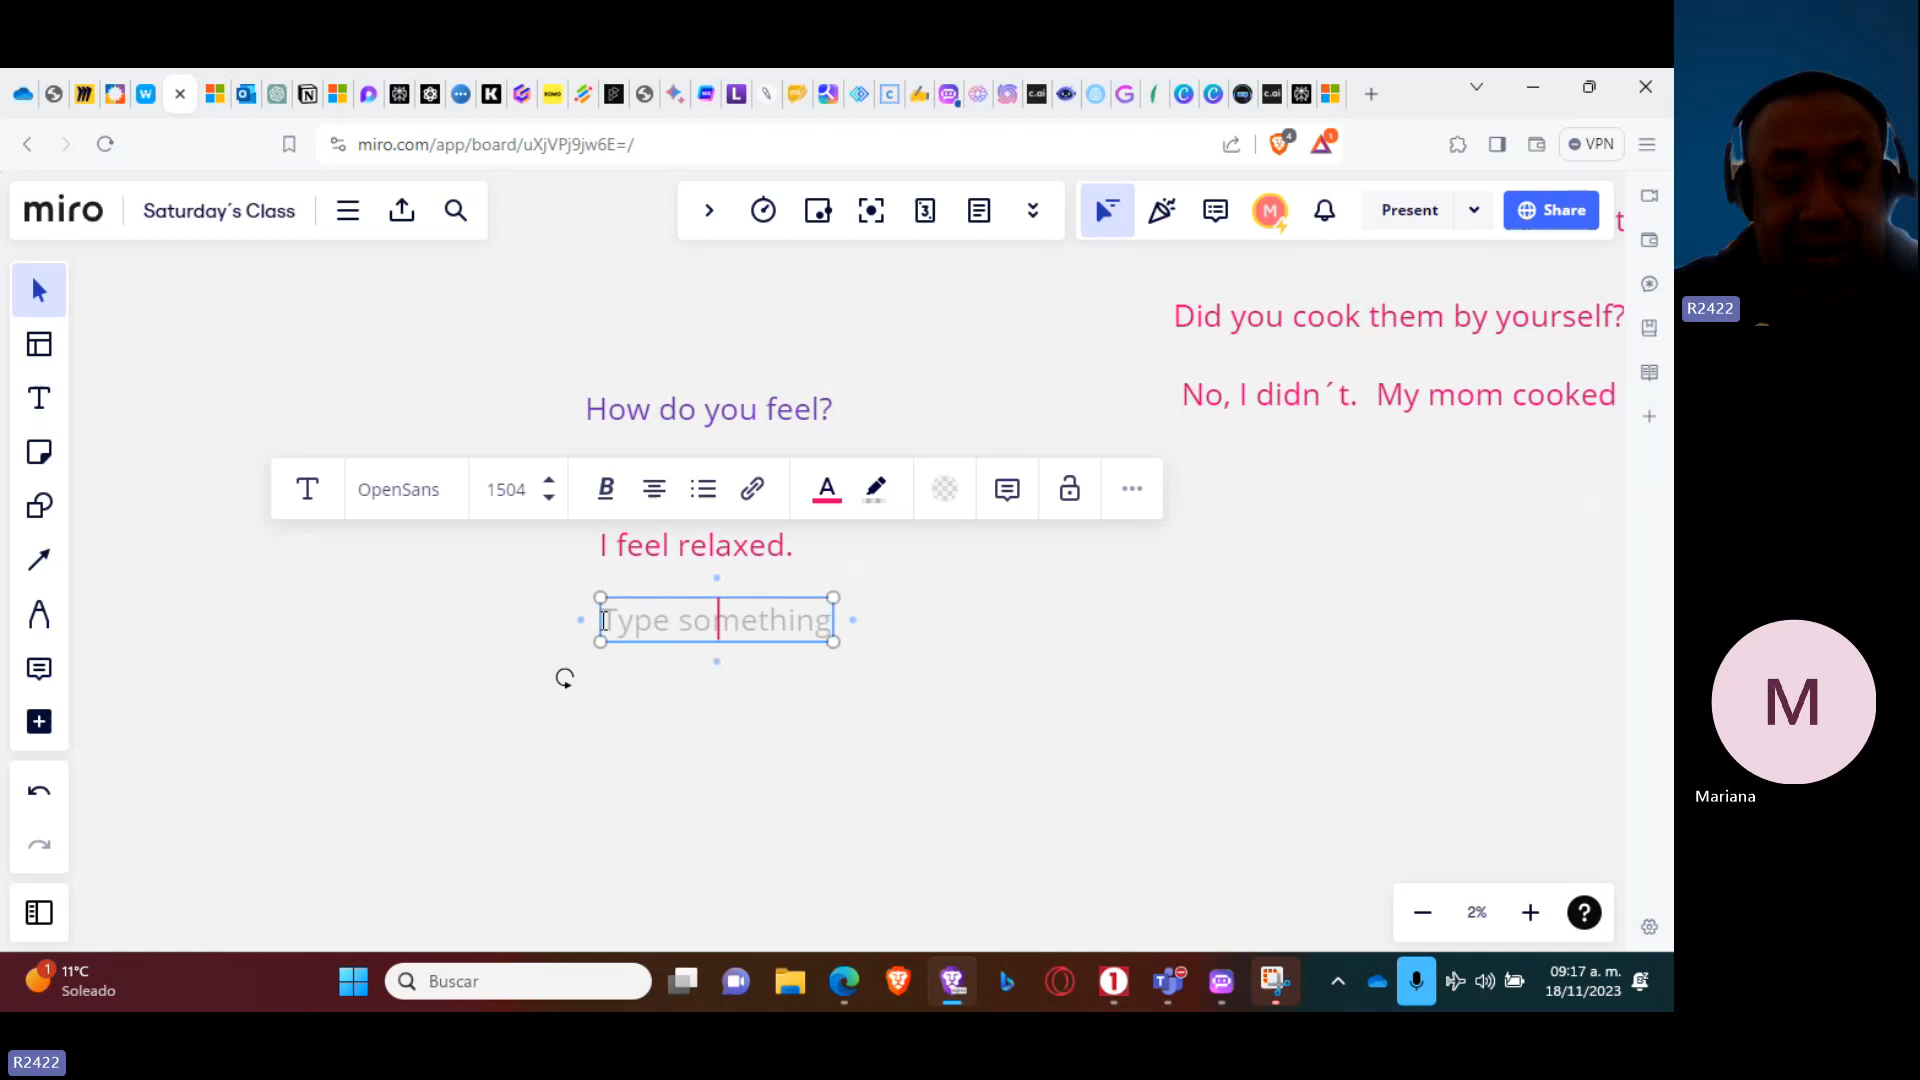 miro.com/app/board/uXjVPj9jw6E=/
VPN
miro
Saturday´s Class
Present
Share
Did you cook them by yourself?
No, I didn´t. My mom cooked
How do you feel?
OpenSans
1504
I feel relaxed.
Type something
2%
R2422
M
Mariana
11°C
Soleado
Buscar
09:17 a. m.
18/11/2023
R2422